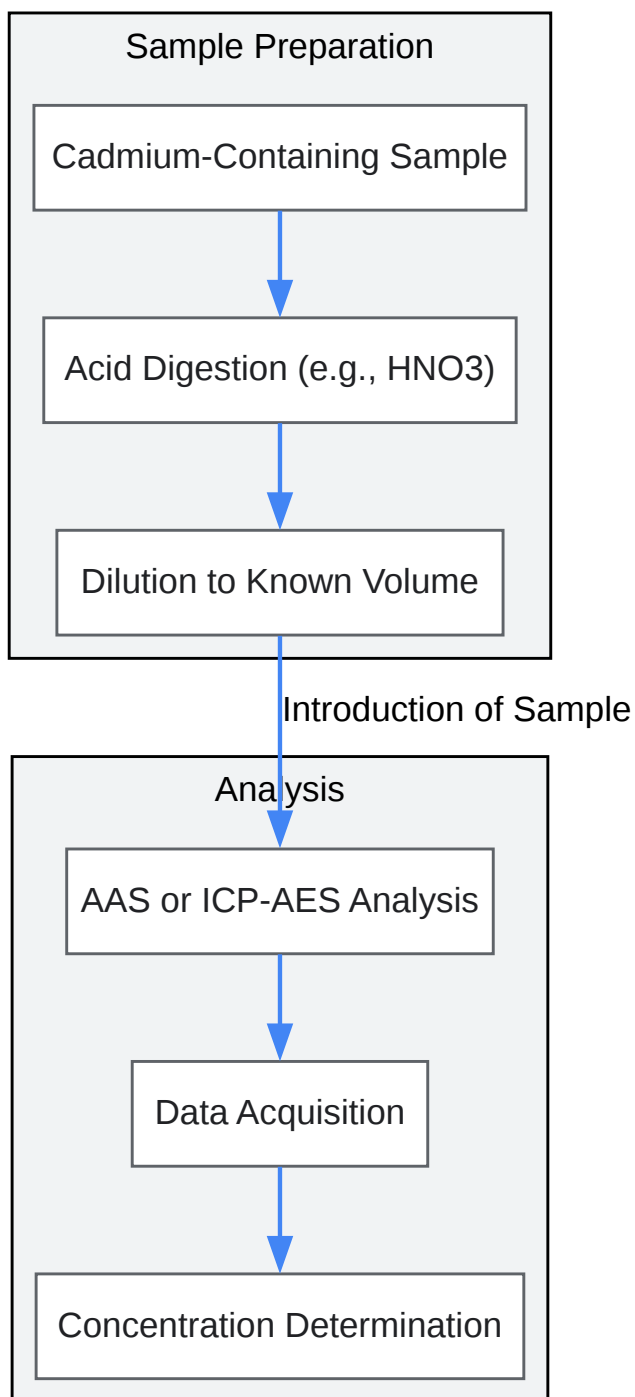 Sample Preparation
Cadmium-Containing Sample
Acid Digestion (e.g., HNO3)
Dilution to Known Volume
Introduction of Sample
Analysis
AAS or ICP-AES Analysis
Data Acquisition
Concentration Determination